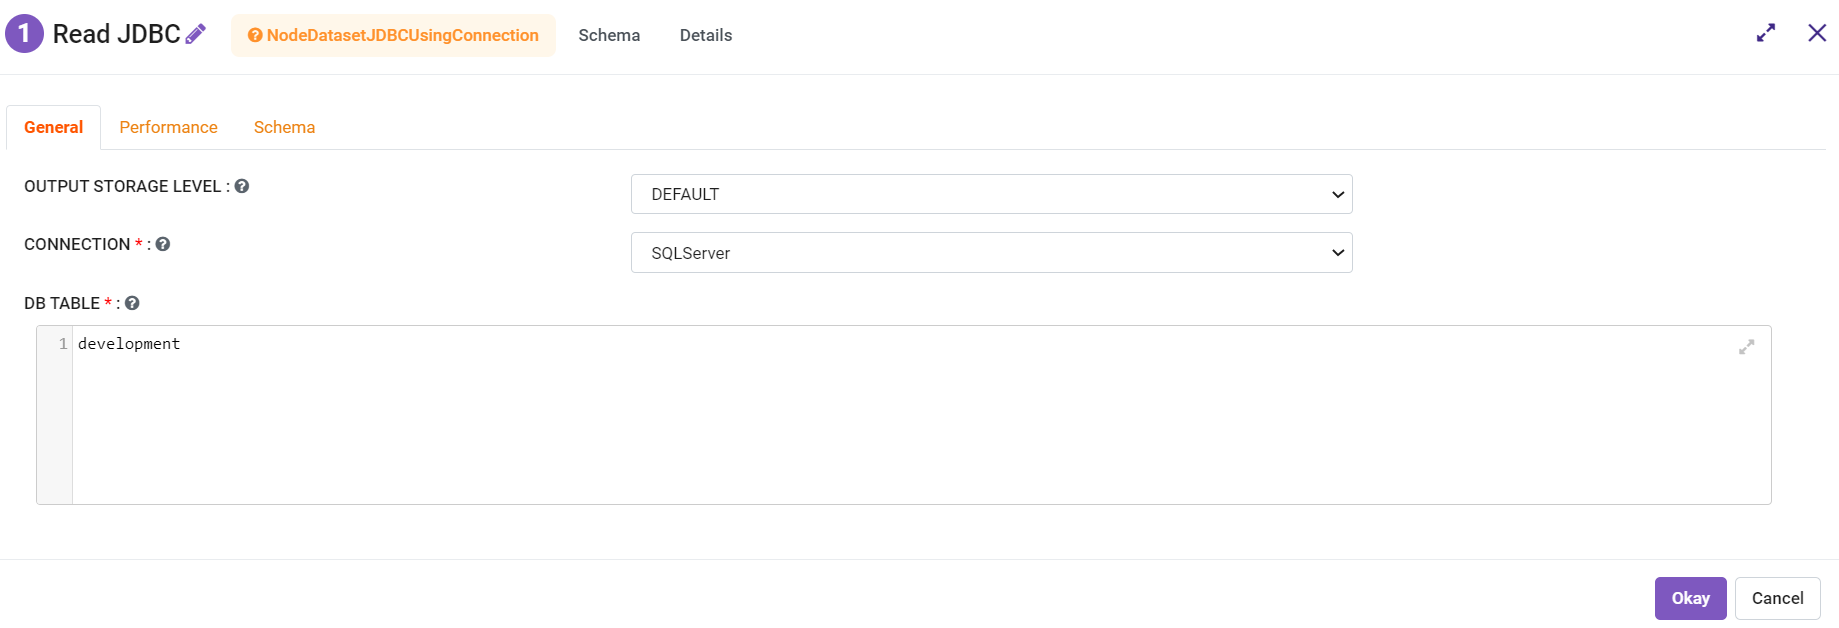 1 Read JDBC ? NodeDatasetJDBCUsingConnection Schema Details
General Performance Schema
OUTPUT STORAGE LEVEL : ? DEFAULT
CONNECTION * : ? SQLServer
DB TABLE * : ?
1 development
Okay Cancel